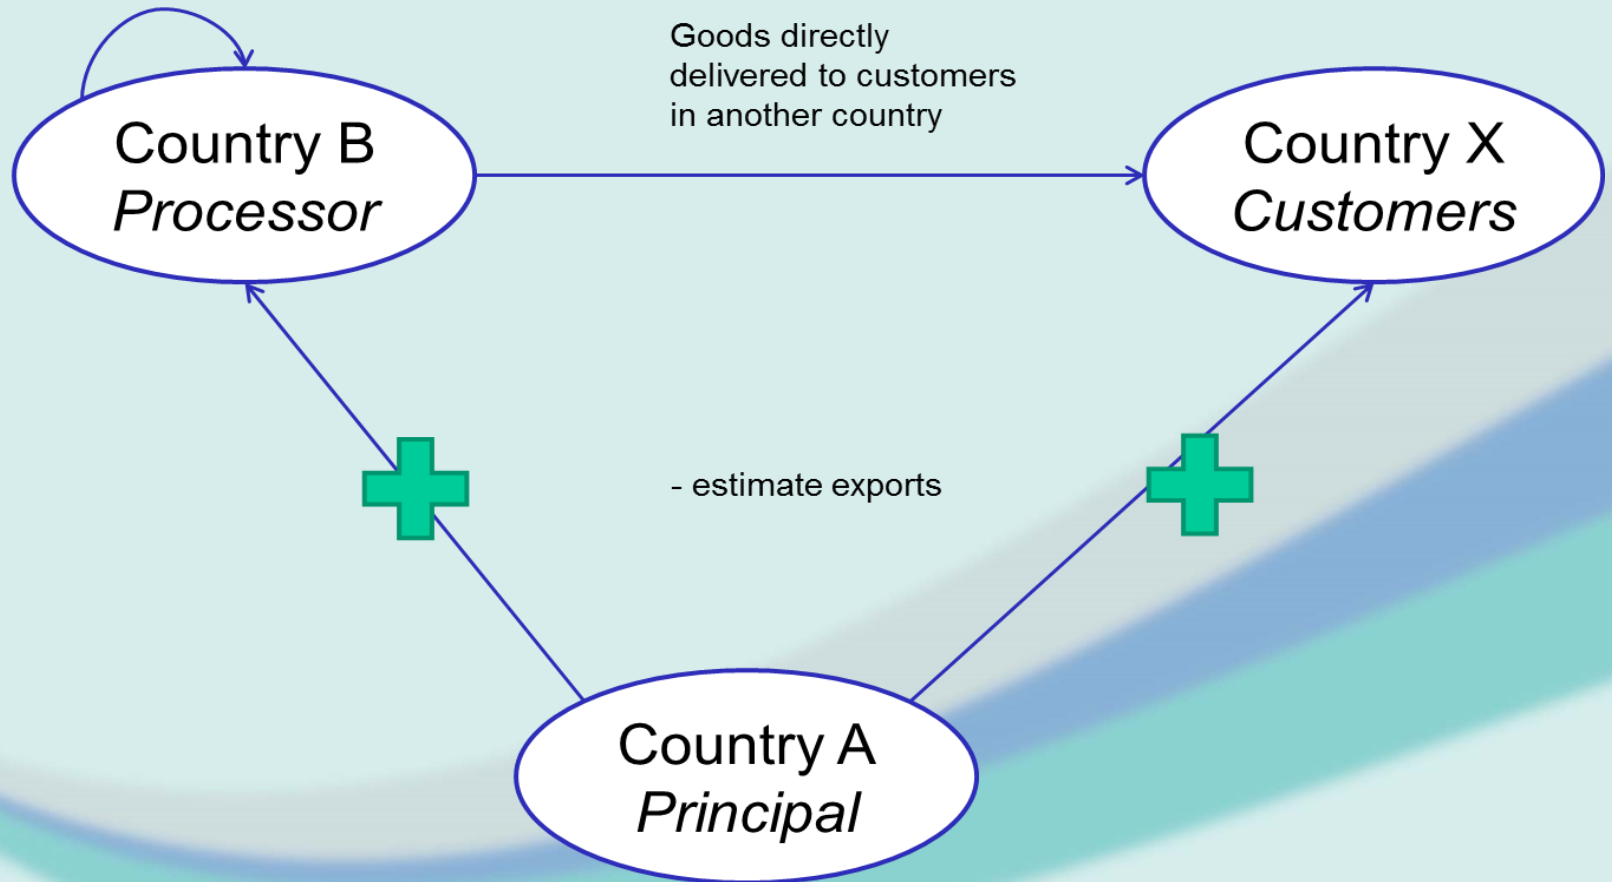 Goods directly
delivered to customers
in another country
Country B
Processor
Country X
Customers
- estimate exports
Country A
Principal